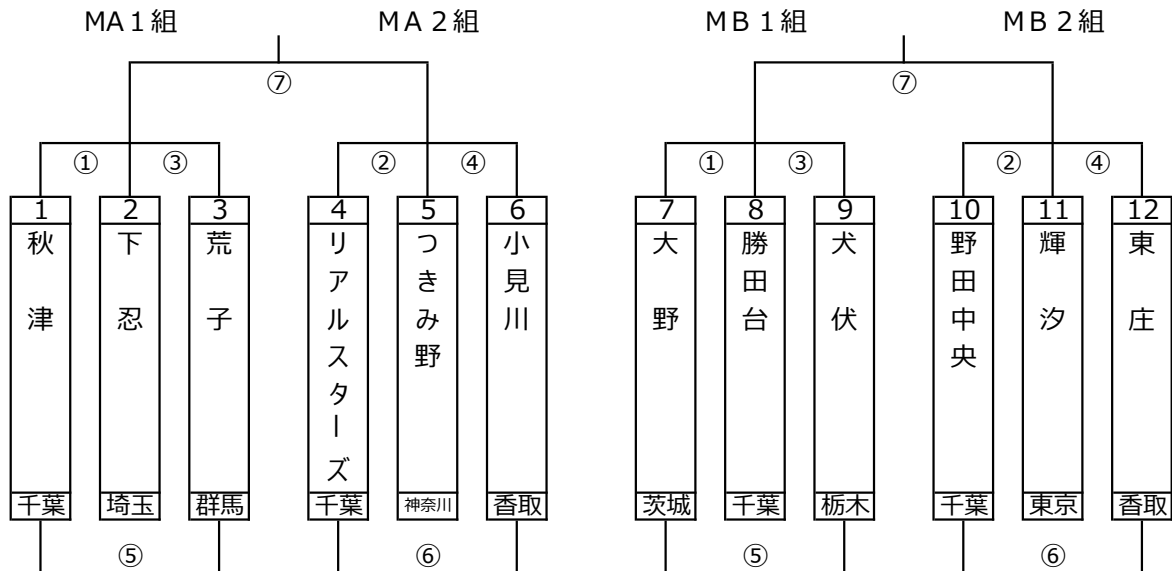 MA１組 MA２組 MB１組 MB２組
⑦ ⑦
① ③ ② ④ ① ③ ② ④
1 2 3 4 5 6 7 8 9 10 11 12
秋津 下忍 荒子 リアルスターズ つきみ野 小見川 大野 勝田台 犬伏 野田中央 輝汐 東庄
千葉 埼玉 群馬 千葉 神奈川 香取 茨城 千葉 栃木 千葉 東京 香取
⑤ ⑥ ⑤ ⑥